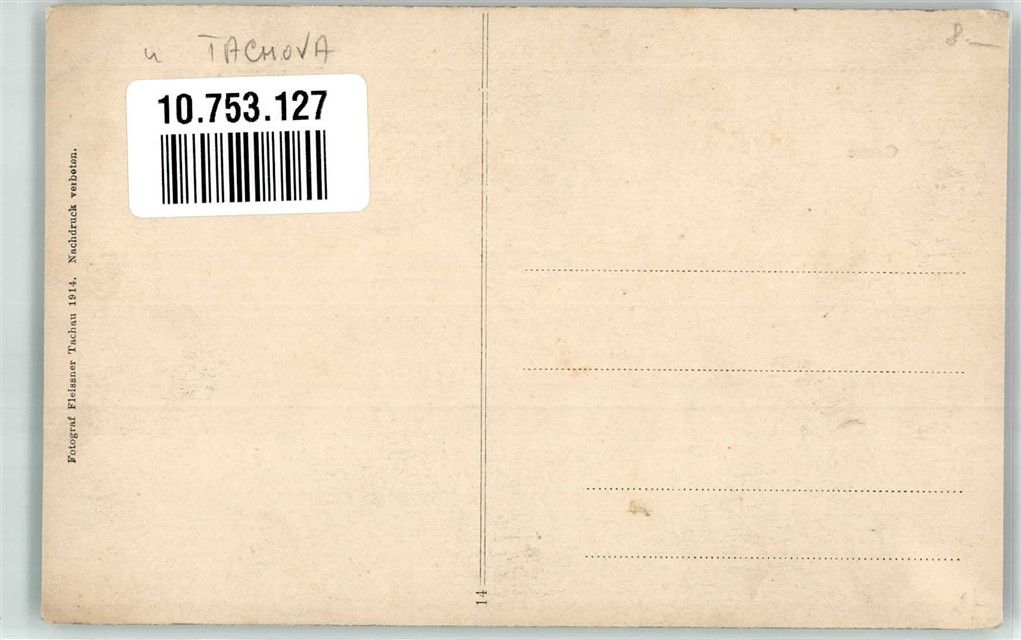 u TACHOVA
8.—
10.753.127
Fotograf Fleissner Tachau 1914. Nachdruck verboten.
14